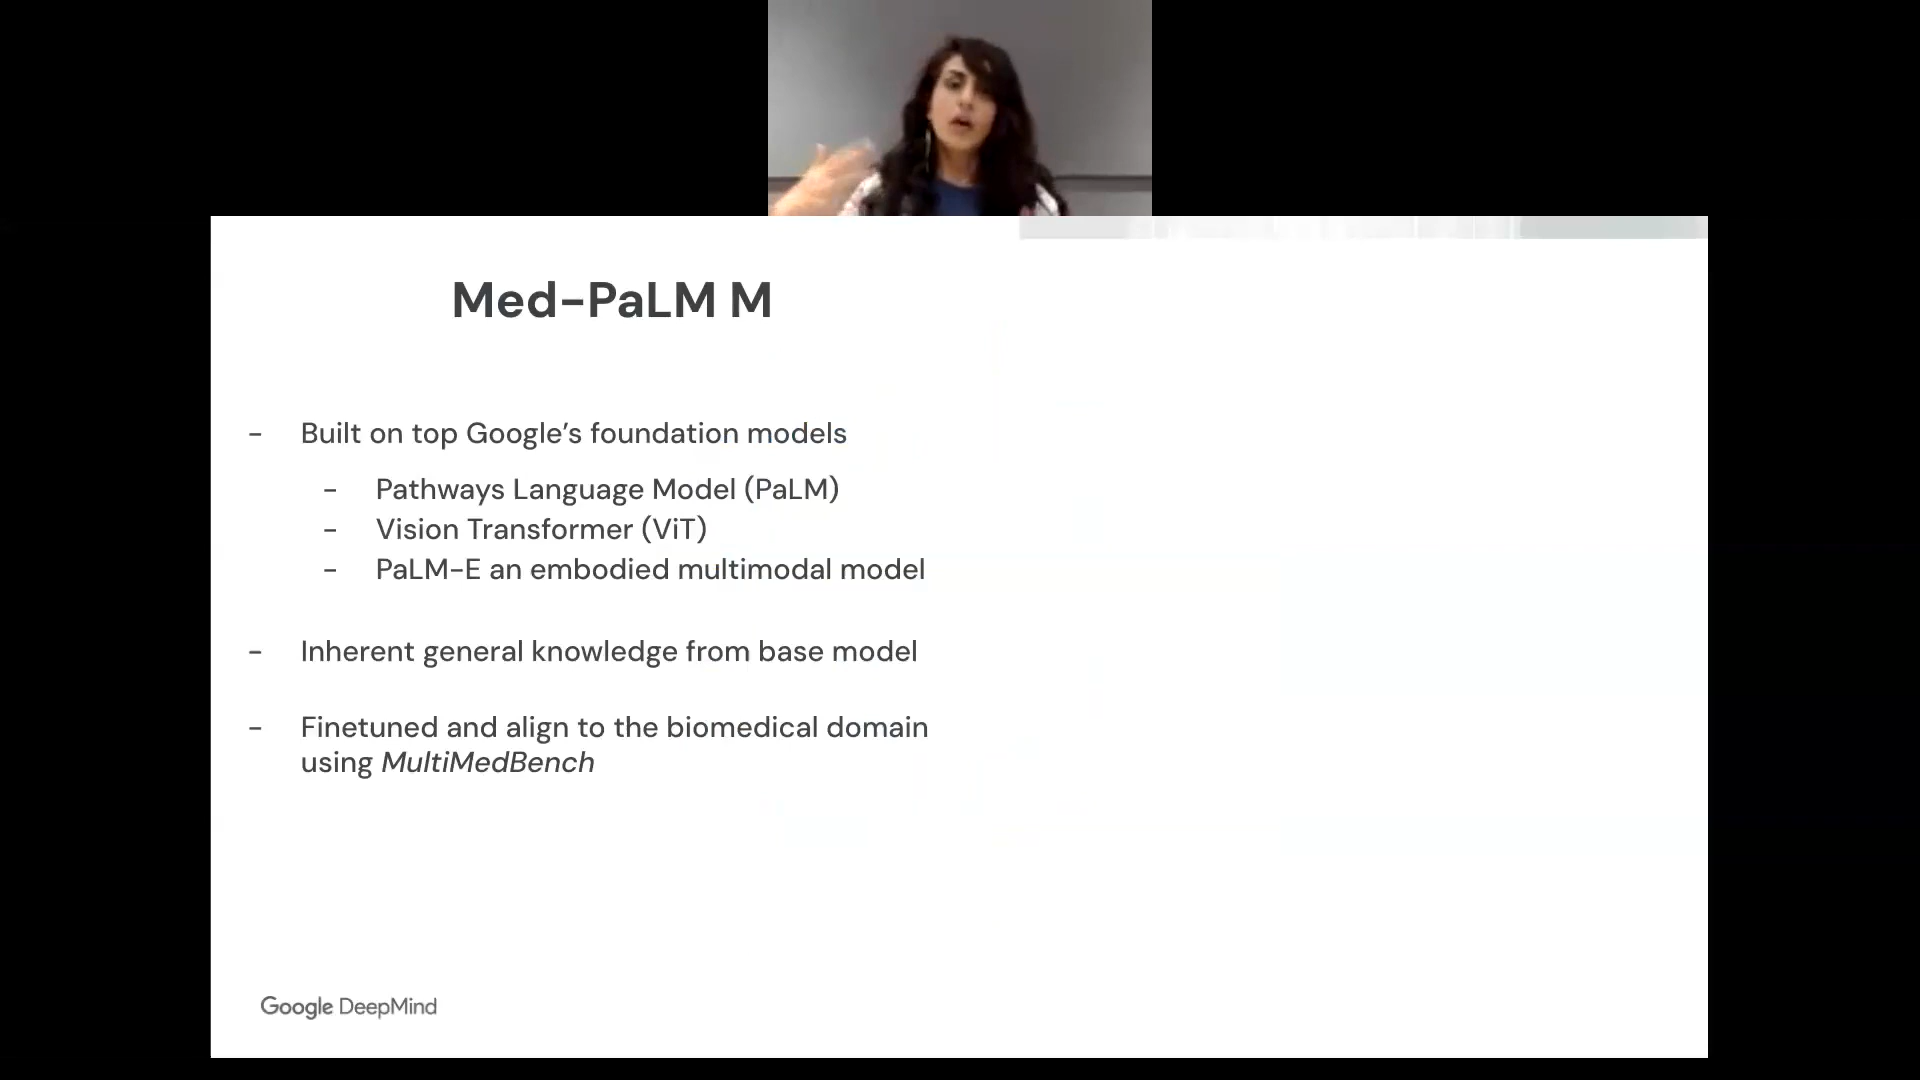 Med-PaLM M
- Built on top Google's foundation models
- Pathways Language Model (PaLM)
- Vision Transformer (ViT)
- PaLM-E an embodied multimodal model
- Inherent general knowledge from base model
- Finetuned and align to the biomedical domain
using MultiMedBench
Google DeepMind